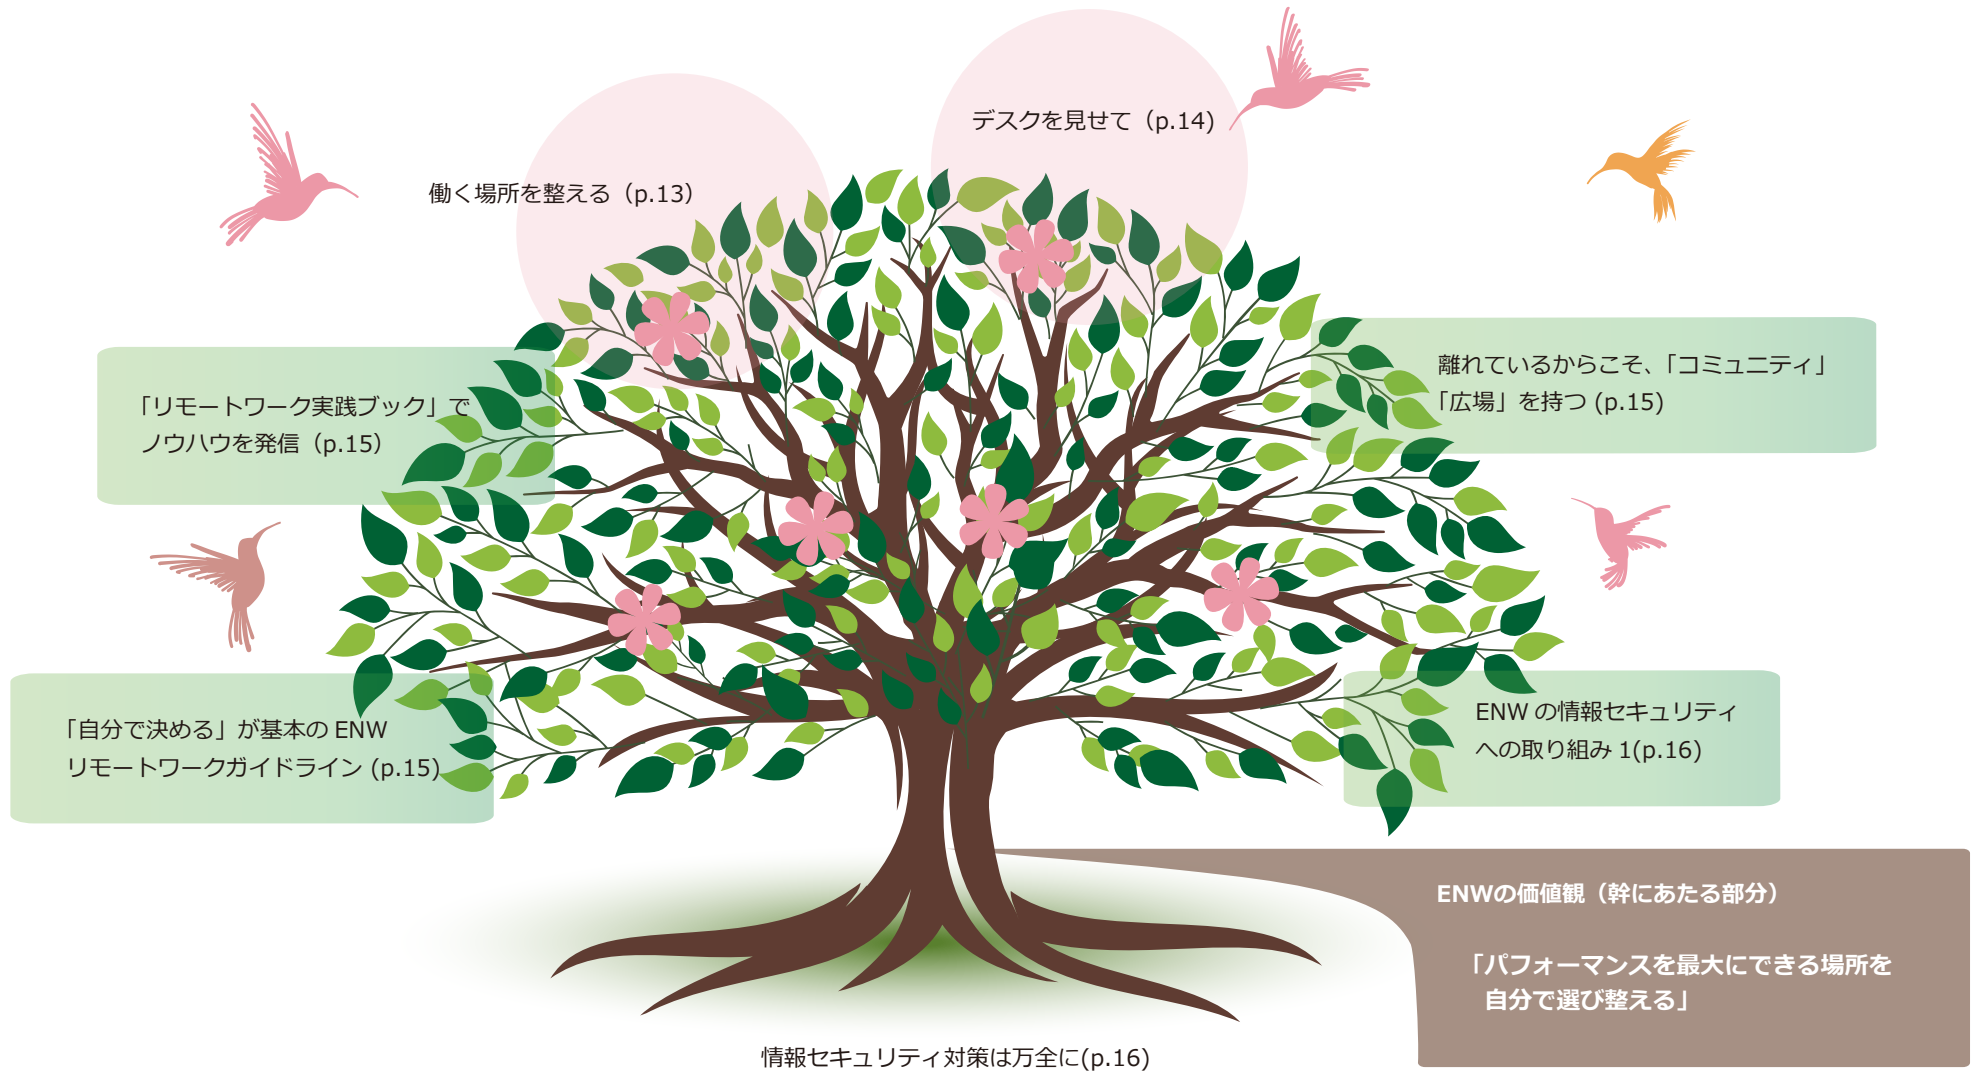 デスクを見せて（p.14)
働く場所を整える（p.13）
「リモートワーク実践ブック」で
ノウハウを発信（p.15）
離れているからこそ、「コミュニティ」
「広場」を持つ (p.15)
「自分で決める」が基本の ENW
リモートワークガイドライン (p.15)
ENW の情報セキュリティ
への取り組み 1(p.16)
ENWの価値観（幹にあたる部分）
「パフォーマンスを最大にできる場所を
自分で選び整える」
情報セキュリティ対策は万全に(p.16)